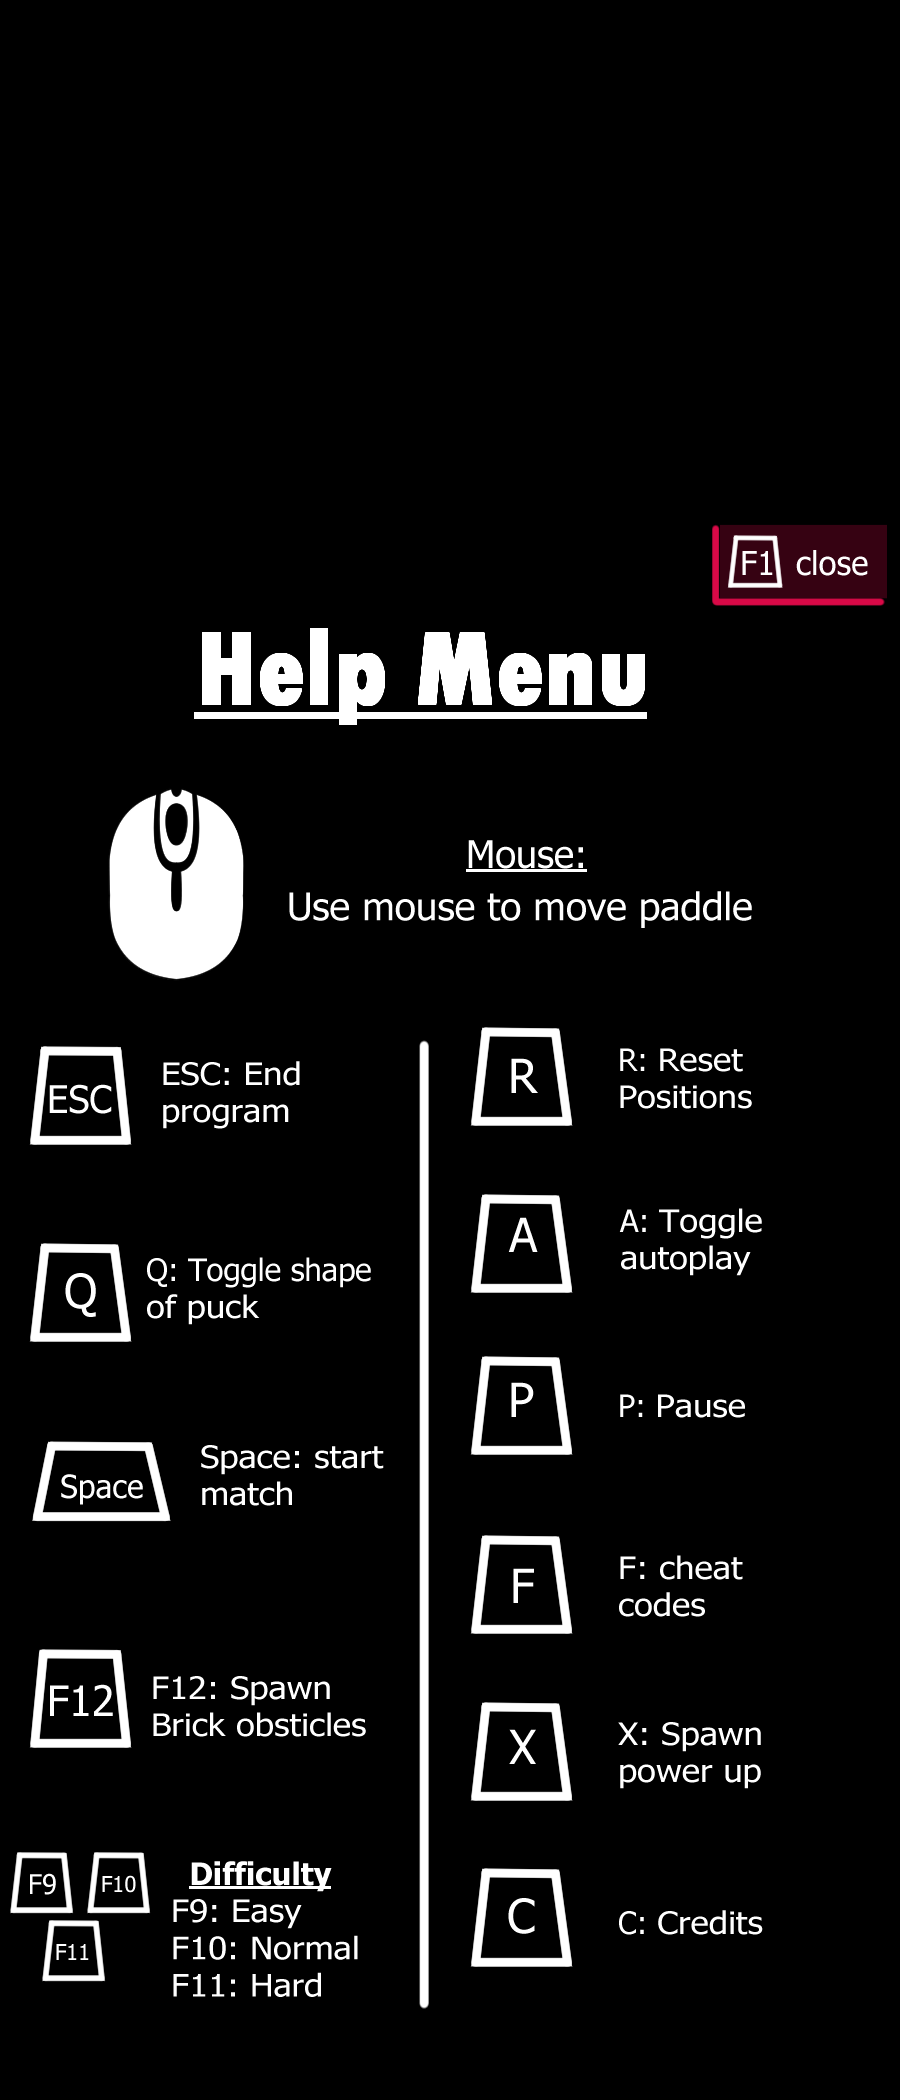 F1 close
Help Menu
Mouse:
Use mouse to move paddle
ESC
ESC: End
program
Q
Q: Toggle shape
of puck
Space
Space: start
match
F12
F12: Spawn
Brick obsticles
F9
F10
F11
Difficulty
F9: Easy
F10: Normal
F11: Hard
R
R: Reset
Positions
A
A: Toggle
autoplay
P
P: Pause
F
F: cheat
codes
X
X: Spawn
power up
C
C: Credits